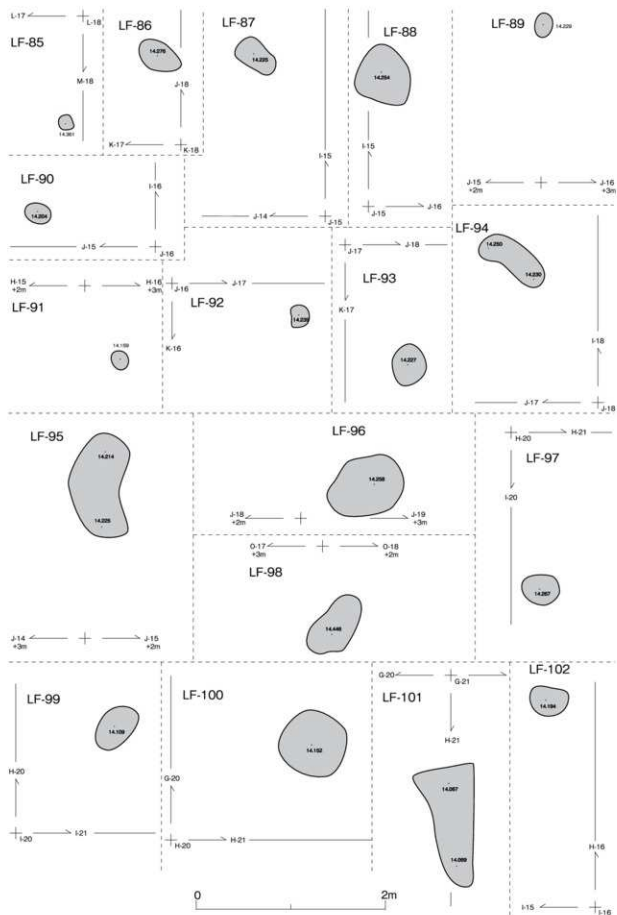 L-17
L-18
LF-85
M-18
14.361
LF-86
14.276
J-18
K-17
K-18
LF-87
14.225
I-15
J-14
J-15
LF-88
14.254
I-15
J-15
J-16
LF-89
14.229
J-15
+2m
J-16
+3m
LF-90
14.204
I-16
J-15
J-16
LF-91
H-15
+2m
H-16
+3m
14.159
LF-92
J-16
J-17
K-16
14.239
LF-93
J-17
J-18
K-17
14.227
LF-94
14.250
14.230
I-18
J-17
J-18
LF-95
14.214
14.225
J-14
+3m
J-15
+2m
LF-96
14.258
J-18
+2m
J-19
+3m
LF-97
H-20
H-21
I-20
14.267
LF-98
O-17
+3m
O-18
+2m
14.446
LF-99
14.109
H-20
I-20
I-21
LF-100
14.152
G-20
H-20
H-21
LF-101
G-20
G-21
H-21
14.087
14.069
LF-102
14.194
H-16
I-15
I-16
0
2m